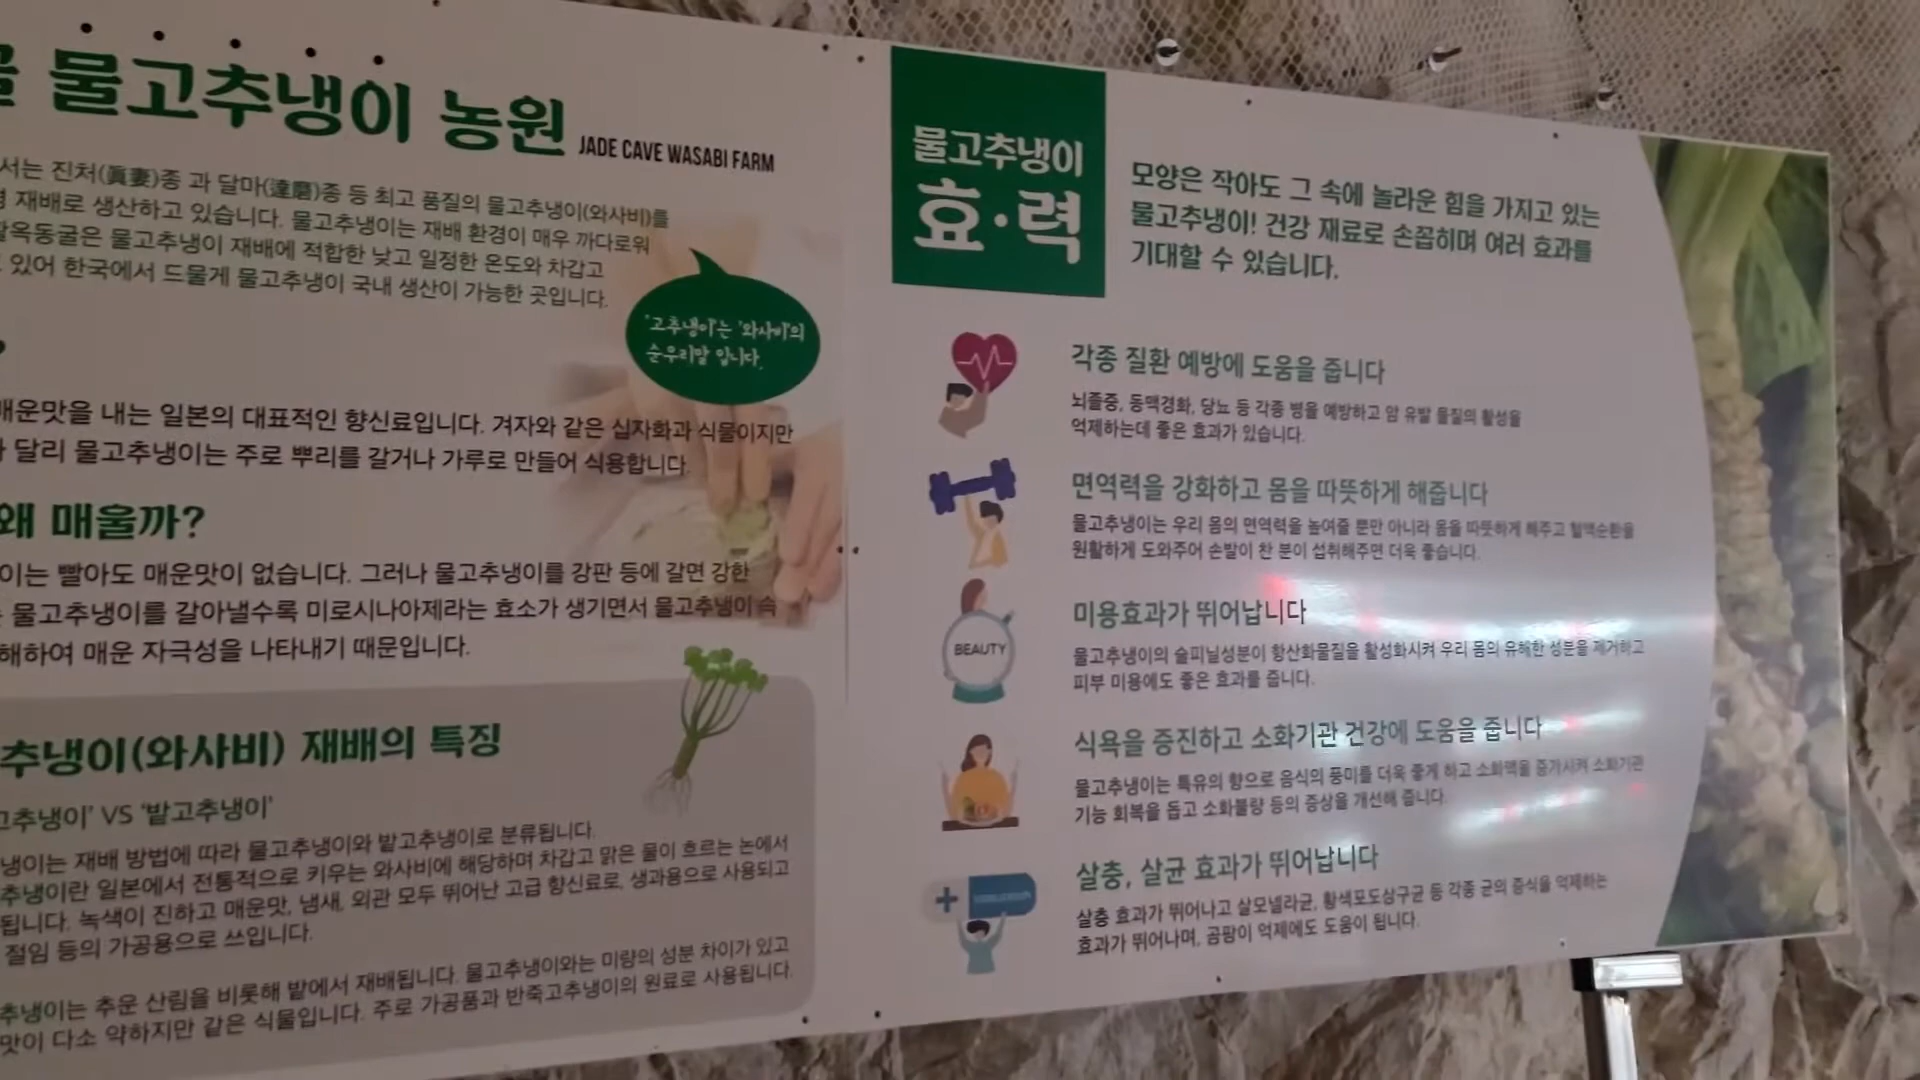 물고추냉이 농원
JADE CAVE WASABI FARM
서는 진처(眞妻)종 과 달마(達磨)종 등 최고 품질의 물고추냉이(와사비)를
재배로 생산하고 있습니다. 물고추냉이는 재배 환경이 매우 까다로워
옥동굴은 물고추냉이 재배에 적합한 낮고 일정한 온도와 차갑고
있어 한국에서 드물게 물고추냉이 국내 생산이 가능한 곳입니다.
'고추냉이'는 '와사비'의
순우리말 입니다.
매운맛을 내는 일본의 대표적인 향신료입니다. 겨자와 같은 십자화과 식물이지만
달리 물고추냉이는 주로 뿌리를 갈거나 가루로 만들어 식용합니다.
왜 매울까?
이는 빨아도 매운맛이 없습니다. 그러나 물고추냉이를 강판 등에 갈면 강한
물고추냉이를 갈아낼수록 미로시나아제라는 효소가 생기면서 물고추냉이 속
해하여 매운 자극성을 나타내기 때문입니다.
추냉이(와사비) 재배의 특징
고추냉이' VS '밭고추냉이'
냉이는 재배 방법에 따라 물고추냉이와 밭고추냉이로 분류됩니다.
추냉이란 일본에서 전통적으로 키우는 와사비에 해당하며 차갑고 맑은 물이 흐르는 논에서
됩니다. 녹색이 진하고 매운맛, 냄새, 외관 모두 뛰어난 고급 향신료로, 생과용으로 사용되고
절임 등의 가공용으로 쓰입니다.
추냉이는 추운 산림을 비롯해 밭에서 재배됩니다. 물고추냉이와는 미량의 성분 차이가 있고
맛이 다소 약하지만 같은 식물입니다. 주로 가공품과 반죽고추냉이의 원료로 사용됩니다.
물고추냉이
효·력
모양은 작아도 그 속에 놀라운 힘을 가지고 있는
물고추냉이! 건강 재료로 손꼽히며 여러 효과를
기대할 수 있습니다.
각종 질환 예방에 도움을 줍니다
뇌졸중, 동맥경화, 당뇨 등 각종 병을 예방하고 암 유발 물질의 활성을
억제하는데 좋은 효과가 있습니다.
면역력을 강화하고 몸을 따뜻하게 해줍니다
물고추냉이는 우리 몸의 면역력을 높여줄 뿐만 아니라 몸을 따뜻하게 해주고 혈액순환을
원활하게 도와주어 손발이 찬 분이 섭취해주면 더욱 좋습니다.
BEAUTY
미용효과가 뛰어납니다
물고추냉이의 술피닐성분이 항산화물질을 활성화시켜 우리 몸의 유해한 성분을 제거하고
피부 미용에도 좋은 효과를 줍니다.
식욕을 증진하고 소화기관 건강에 도움을 줍니다
물고추냉이는 특유의 향으로 음식의 풍미를 더욱 좋게 하고 소화액을 증가시켜 소화기관
기능 회복을 돕고 소화불량 등의 증상을 개선해 줍니다.
살충, 살균 효과가 뛰어납니다
살충 효과가 뛰어나고 살모넬라균, 황색포도상구균 등 각종 균의 증식을 억제하는
효과가 뛰어나며, 곰팡이 억제에도 도움이 됩니다.